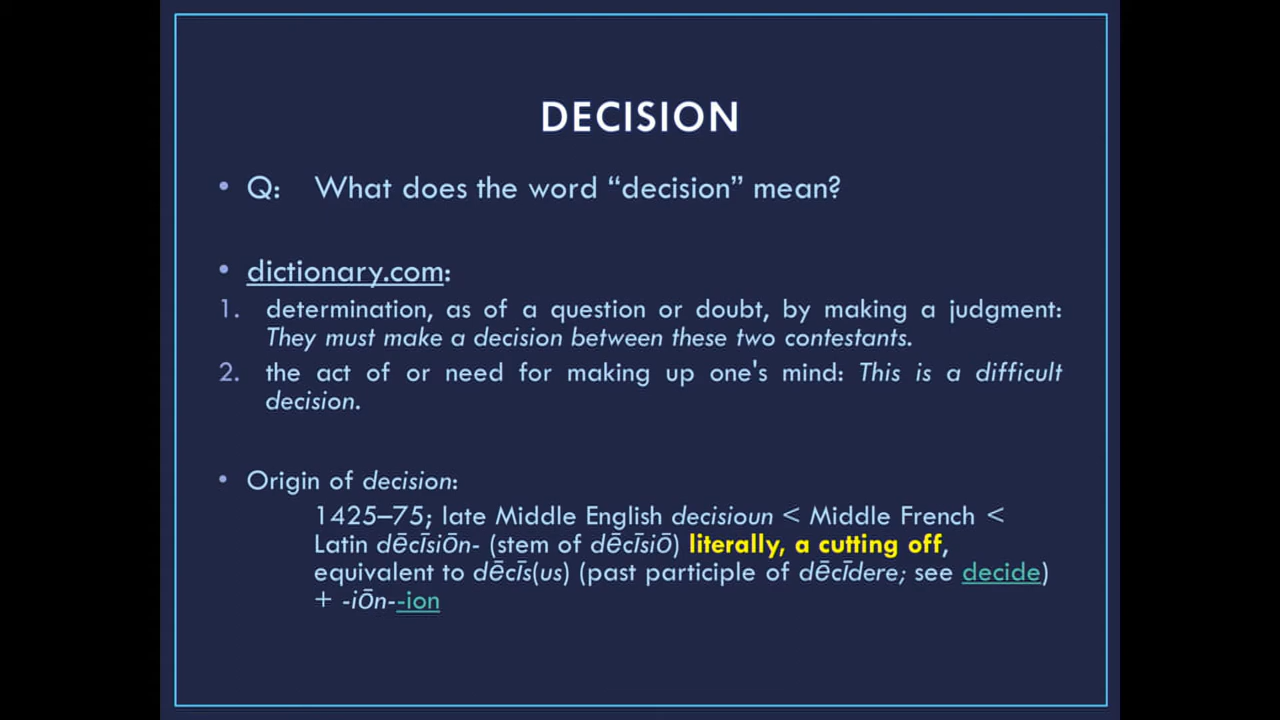 DECISION
• Q: What does the word “decision” mean?
• dictionary.com:
1. determination, as of a question or doubt, by making a judgment:
They must make a decision between these two contestants.
2. the act of or need for making up one's mind: This is a difficult
decision.
• Origin of decision:
1425–75; late Middle English decisioun < Middle French <
Latin dēcīsiōn- (stem of dēcīsiō) literally, a cutting off,
equivalent to dēcīs(us) (past participle of dēcīdere; see decide)
+ -iōn--ion